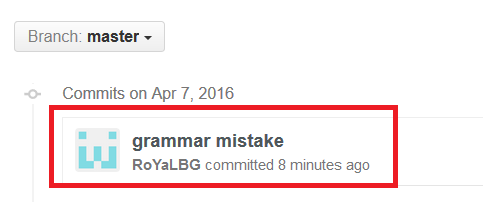 Branch: master
Commits on Apr 7, 2016
grammar mistake
RoYaLBG committed 8 minutes ago